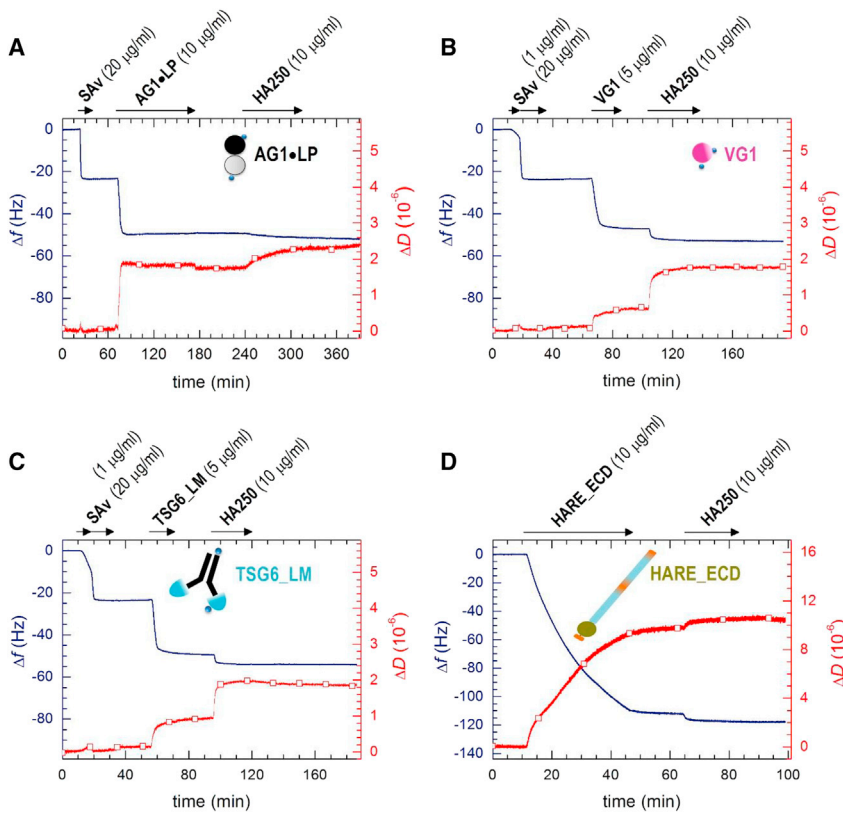 A
SAv (20 µg/ml)
AG1•LP (10 µg/ml)
HA250 (10 µg/ml)
0
-20
-40
-60
-80
Δf (Hz)
AG1•LP
5
4
3
2
1
0
ΔD (10-6)
0 60 120 180 240 300 360
time (min)
B
(1 µg/ml)
SAv (20 µg/ml)
VG1 (5 µg/ml)
HA250 (10 µg/ml)
0
-20
-40
-60
-80
Δf (Hz)
VG1
5
4
3
2
1
0
ΔD (10-6)
0 40 80 120 160
time (min)
C
(1 µg/ml)
SAv (20 µg/ml)
TSG6_LM (5 µg/ml)
HA250 (10 µg/ml)
0
-20
-40
-60
-80
Δf (Hz)
TSG6_LM
5
4
3
2
1
0
ΔD (10-6)
0 40 80 120 160
time (min)
D
HARE_ECD (10 µg/ml)
HA250 (10 µg/ml)
0
-20
-40
-60
-80
-100
-120
-140
Δf (Hz)
HARE_ECD
16
12
8
4
0
ΔD (10-6)
0 20 40 60 80 100
time (min)